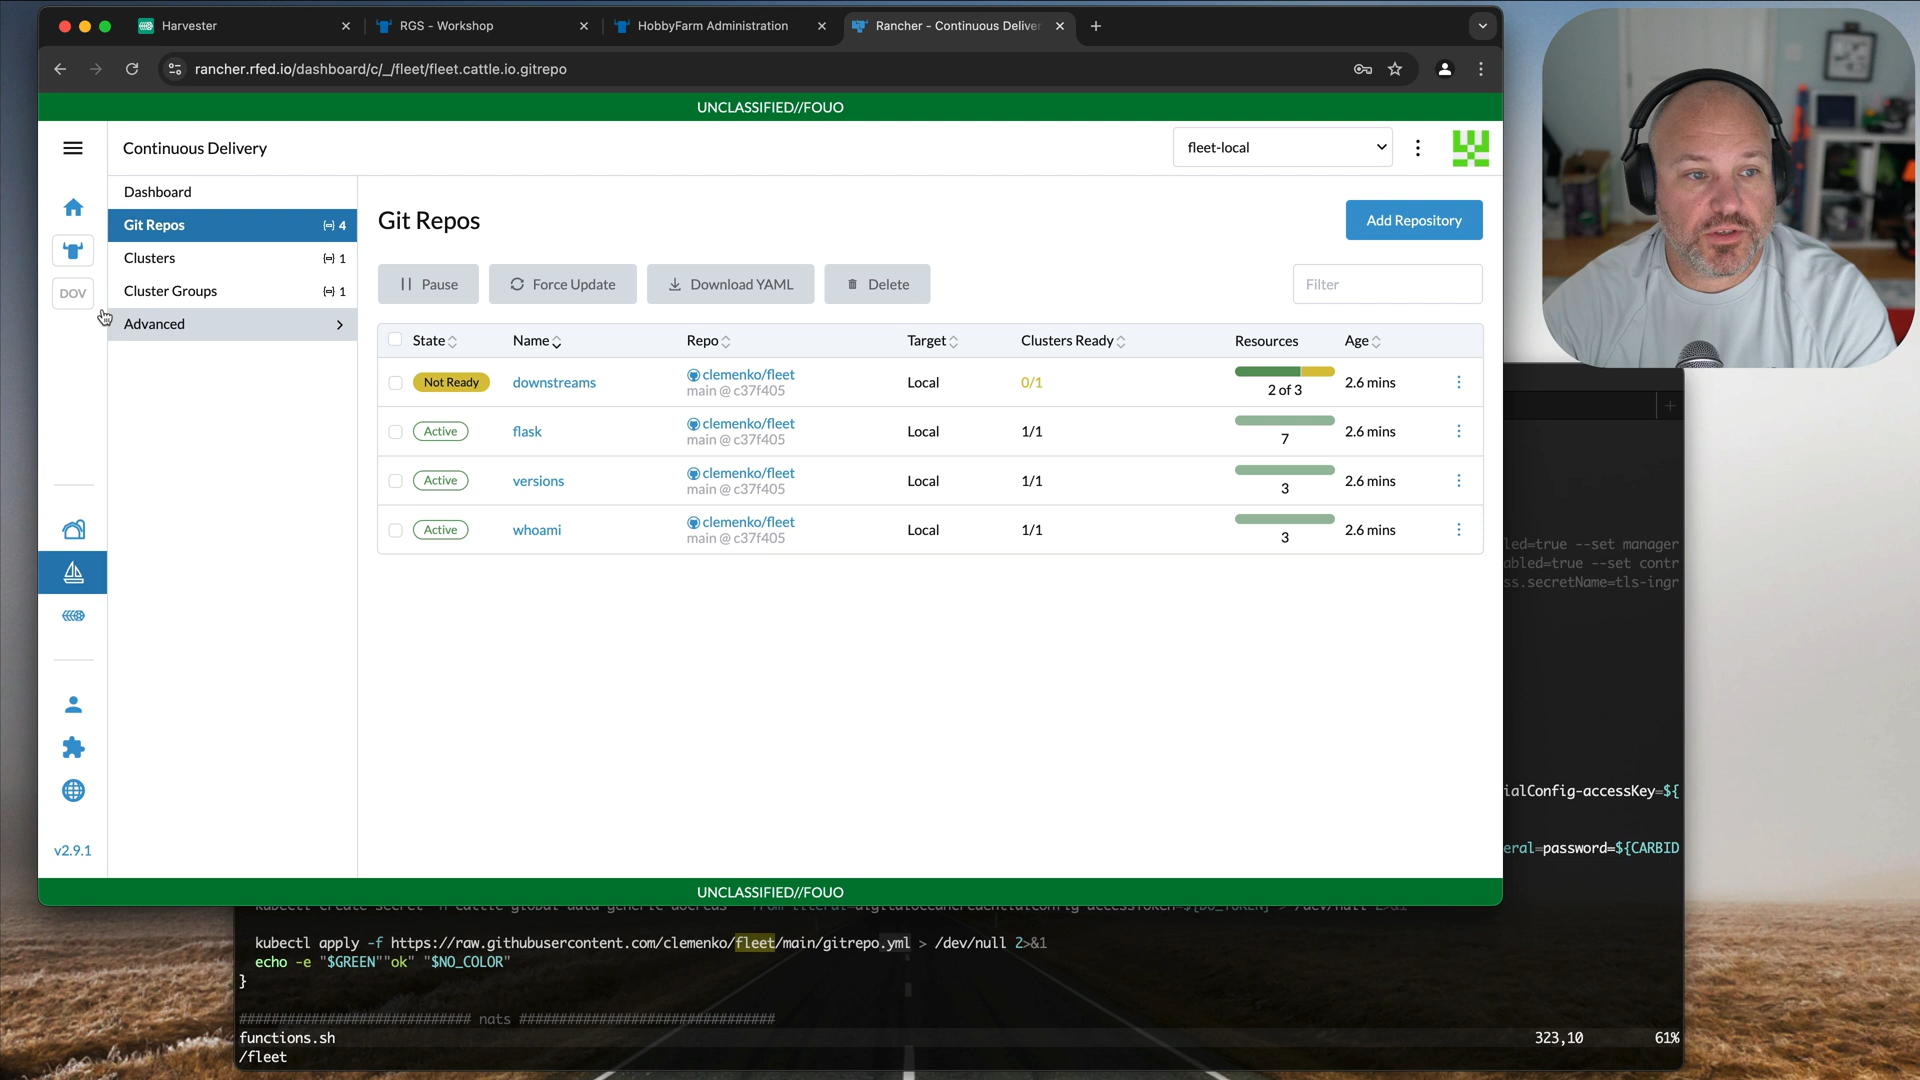 Harvester
RGS - Workshop
HobbyFarm Administration
Rancher - Continuous Deliver
rancher.rfed.io/dashboard/c/_/fleet/fleet.cattle.io.gitrepo
UNCLASSIFIED//FOUO
Continuous Delivery
fleet-local
Dashboard
Git Repos 4
Clusters 1
Cluster Groups 1
Advanced
DOV
v2.9.1
Git Repos
Add Repository
Pause
Force Update
Download YAML
Delete
Filter
State Name Repo Target Clusters Ready Resources Age
Not Ready downstreams clemenko/fleet Local 0/1 2.6 mins
main @ c37f405 2 of 3
Active flask clemenko/fleet Local 1/1 2.6 mins
main @ c37f405 7
Active versions clemenko/fleet Local 1/1 2.6 mins
main @ c37f405 3
Active whoami clemenko/fleet Local 1/1 2.6 mins
main @ c37f405 3
led=true --set manager
abled=true --set contr
ss.secretName=tls-ingr
ialConfig-accessKey=${
eral=password=${CARBID
UNCLASSIFIED//FOUO
kubectl apply -f https://raw.githubusercontent.com/clemenko/fleet/main/gitrepo.yml > /dev/null 2>&1
echo -e "$GREEN""ok" "$NO_COLOR"
}
############################ nats ##############################
functions.sh 323,10 61%
/fleet